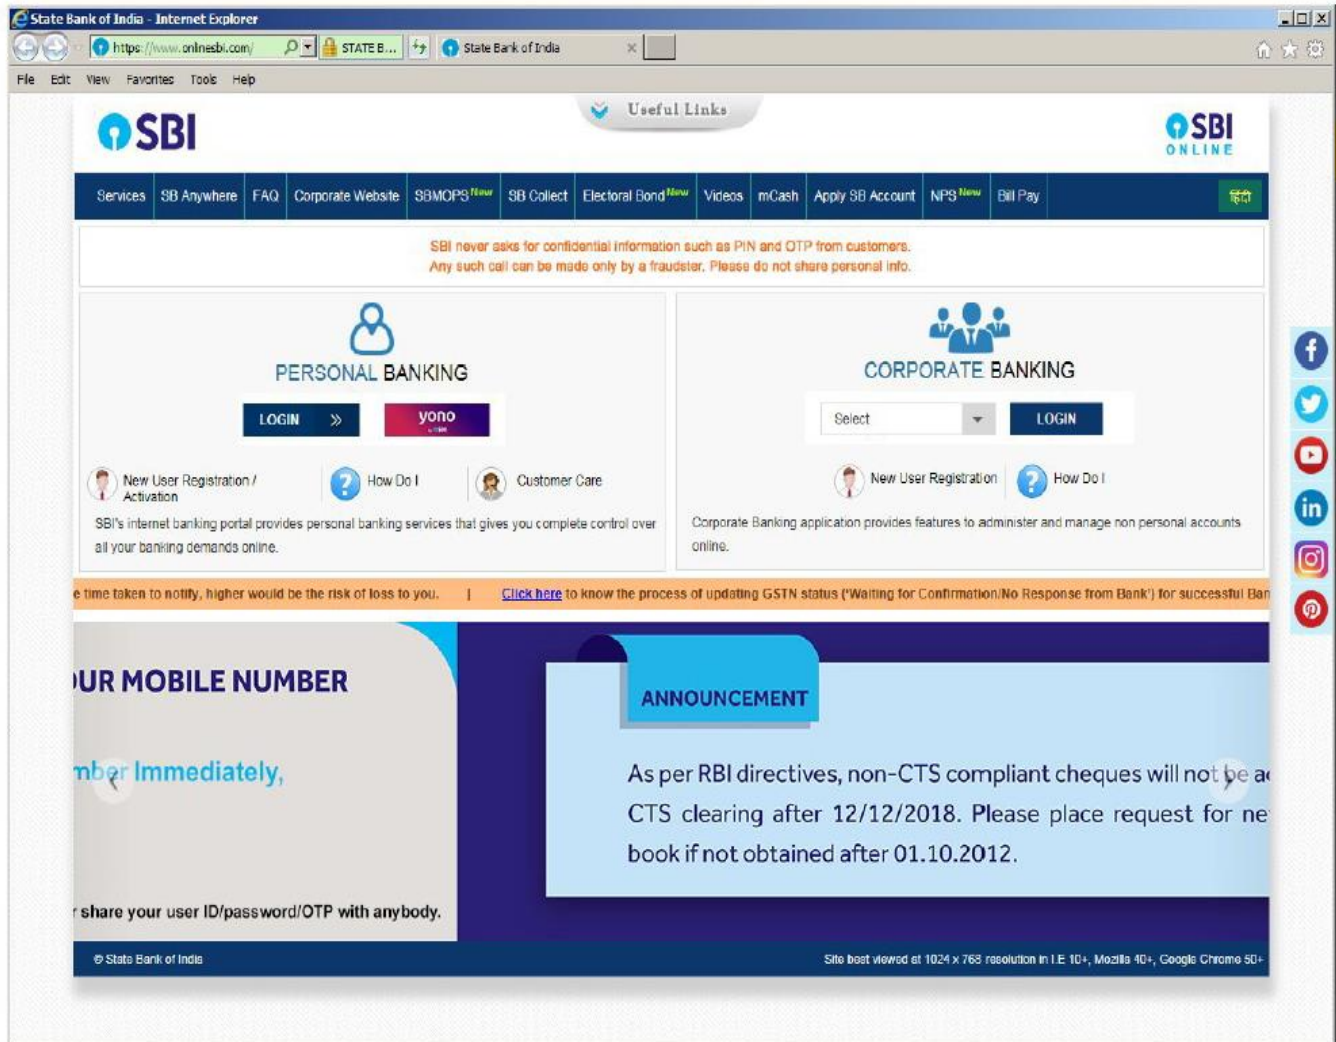 State Bank of India - Internet Explorer
https://www.onlnesbi.com/ STATE B... State Bank of India
File Edit View Favorites Tools Help
Useful Links
SBI
SBI
ONLINE
Services SB Anywhere FAQ Corporate Website SBMOPS New SB Collect Electoral Bond New Videos mCash Apply SB Account NPS New Bill Pay हिंदी
SBI never asks for confidential information such as PIN and OTP from customers.
Any such call can be made only by a fraudster. Please do not share personal info.
PERSONAL BANKING
LOGIN » yono
New User Registration / Activation
How Do I
Customer Care
SBI's internet banking portal provides personal banking services that gives you complete control over
all your banking demands online.
CORPORATE BANKING
Select LOGIN
New User Registration
How Do I
Corporate Banking application provides features to administer and manage non personal accounts
online.
e time taken to notify, higher would be the risk of loss to you. | Click here to know the process of updating GSTN status ('Waiting for Confirmation/No Response from Bank') for successful Ban
OUR MOBILE NUMBER
mber Immediately,
r share your user ID/password/OTP with anybody.
ANNOUNCEMENT
As per RBI directives, non-CTS compliant cheques will not be ac
CTS clearing after 12/12/2018. Please place request for ne
book if not obtained after 01.10.2012.
© State Bank of India
Site best viewed at 1024 x 768 resolution in I.E 10+, Mozilla 40+, Google Chrome 50+